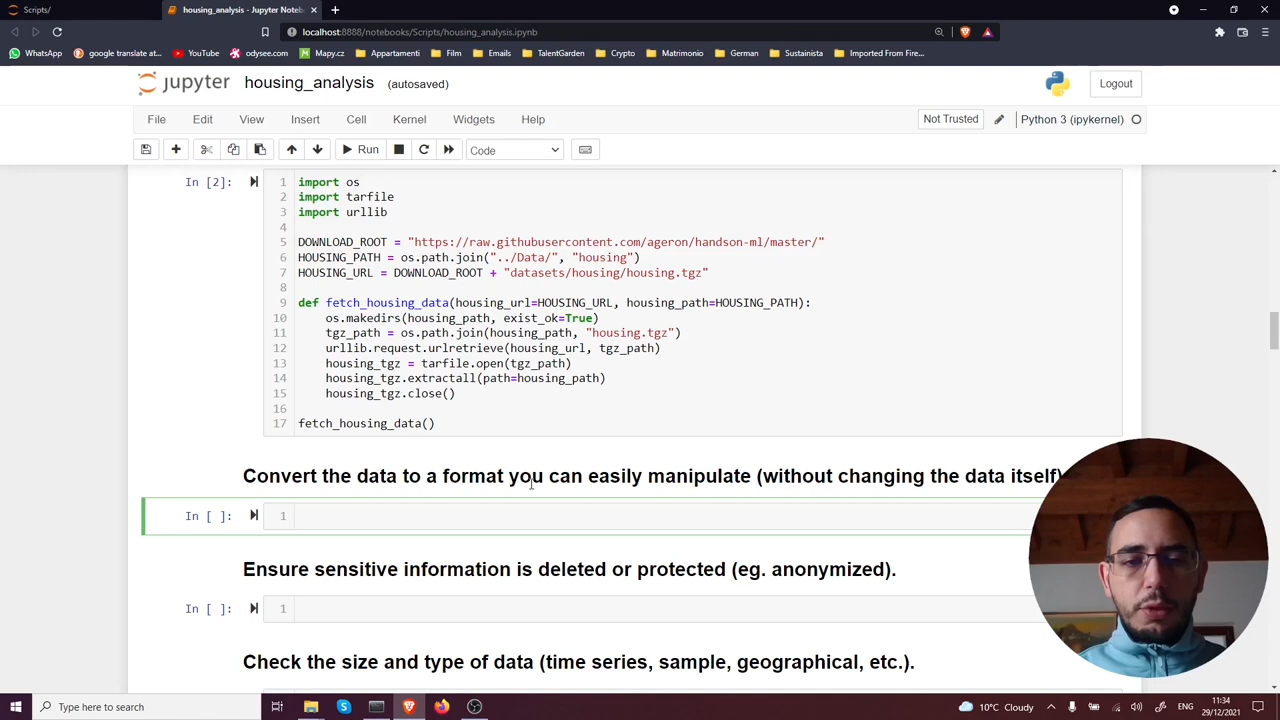 Scripts/
housing_analysis - Jupyter Noteb
localhost:8888/notebooks/Scripts/housing_analysis.ipynb
WhatsApp
google translate at...
YouTube
odysee.com
Mapy.cz
Appartamenti
Film
Emails
TalentGarden
Crypto
Matrimonio
German
Sustainista
Imported From Fire...
jupyter housing_analysis (autosaved)
Logout
File Edit View Insert Cell Kernel Widgets Help
Not Trusted
Python 3 (ipykernel)
Run
Code
In [2]:
1 import os
2 import tarfile
3 import urllib
4
5 DOWNLOAD_ROOT = "https://raw.githubusercontent.com/ageron/handson-ml/master/"
6 HOUSING_PATH = os.path.join("../Data/", "housing")
7 HOUSING_URL = DOWNLOAD_ROOT + "datasets/housing/housing.tgz"
8
9 def fetch_housing_data(housing_url=HOUSING_URL, housing_path=HOUSING_PATH):
10 os.makedirs(housing_path, exist_ok=True)
11 tgz_path = os.path.join(housing_path, "housing.tgz")
12 urllib.request.urlretrieve(housing_url, tgz_path)
13 housing_tgz = tarfile.open(tgz_path)
14 housing_tgz.extractall(path=housing_path)
15 housing_tgz.close()
16
17 fetch_housing_data()
Convert the data to a format you can easily manipulate (without changing the data itself)
In [ ]:
1
Ensure sensitive information is deleted or protected (eg. anonymized).
In [ ]:
1
Check the size and type of data (time series, sample, geographical, etc.).
Type here to search
10°C Cloudy
ENG
11:34
29/12/2021